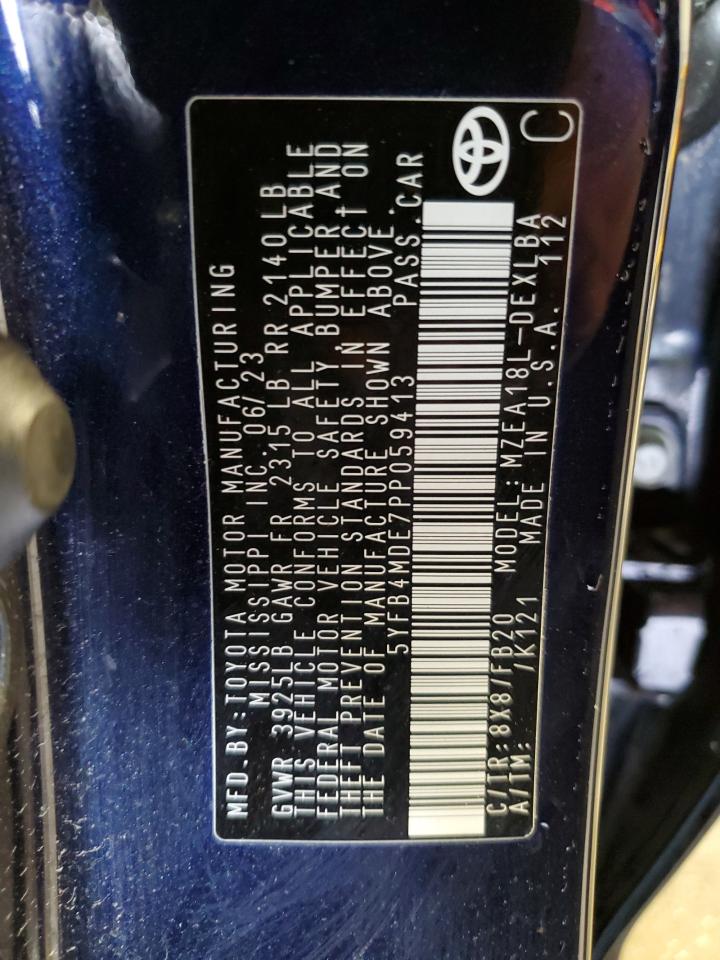 MFD.BY:TOYOTA MOTOR MANUFACTURING
MISSISSIPPI INC. 06/23
GVWR 3925LB GAWR FR 2315 LB RR 2140LB
THIS VEHICLE CONFORMS TO ALL APPLICABLE
FEDERAL MOTOR VEHICLE SAFETY, BUMPER AND
THEFT PREVENTION STANDARDS IN EFFECT ON
THE DATE OF MANUFACTURE SHOWN ABOVE.
5YFB4MDE7PP059413 PASS.CAR
C/TR:8X8/FB20 MODEL:MZEA18L-DEXLBA
A/TM: /K121 MADE IN U.S.A. 112
C